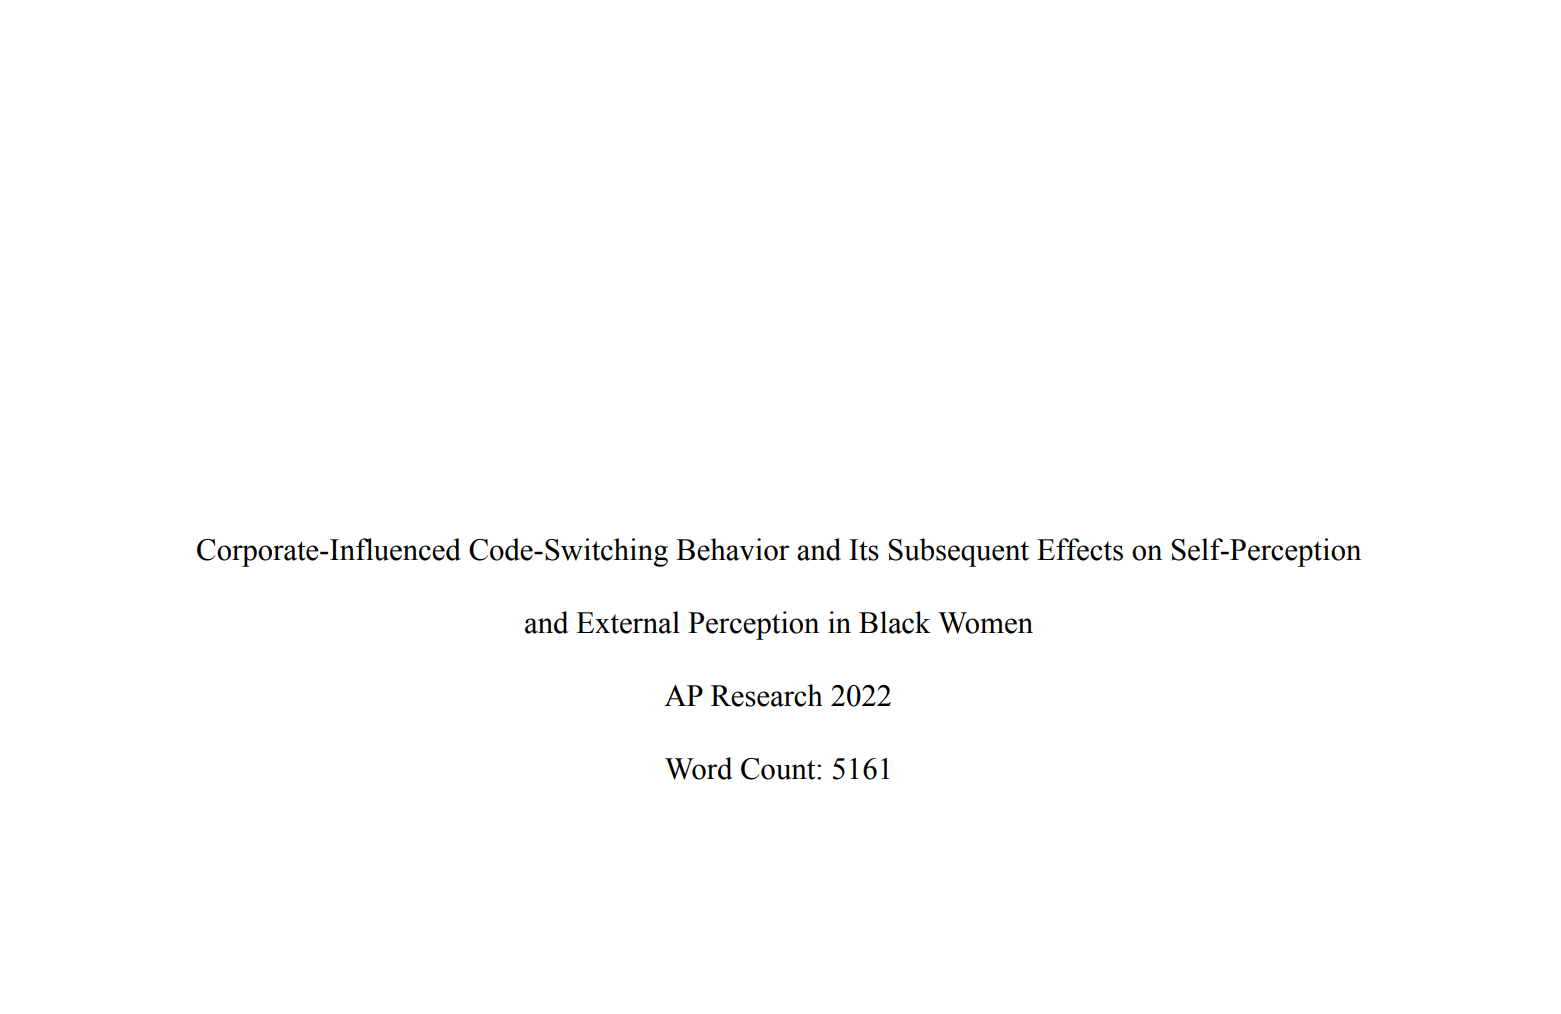 Corporate-Influenced Code-Switching Behavior and Its Subsequent Effects on Self-Perception
and External Perception in Black Women
AP Research 2022
Word Count: 5161